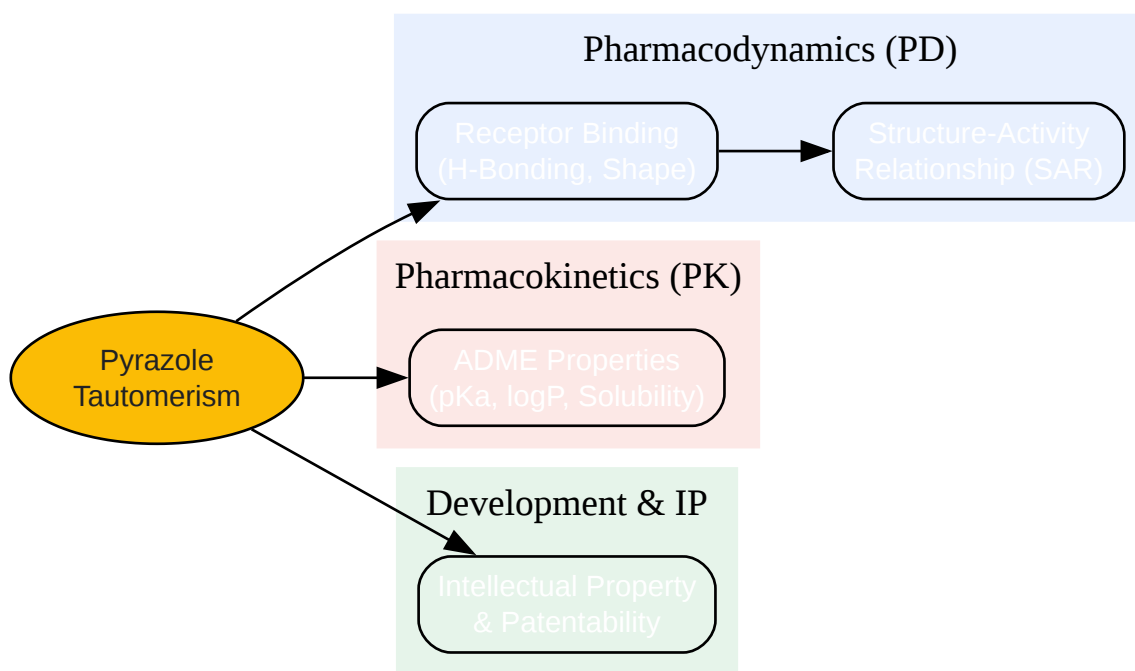 Pharmacodynamics (PD)
Receptor Binding
(H-Bonding, Shape)
Structure-Activity
Relationship (SAR)
Pharmacokinetics (PK)
ADME Properties
(pKa, logP, Solubility)
Pyrazole
Tautomerism
Development & IP
Intellectual Property
& Patentability